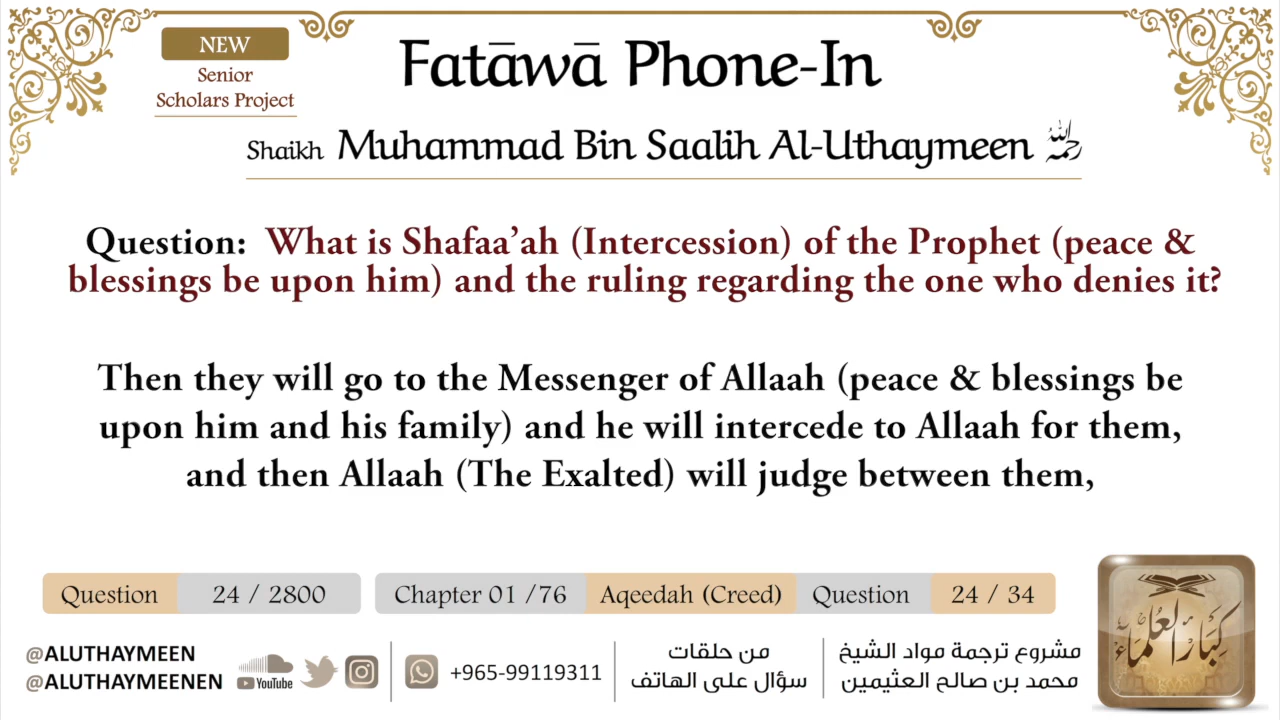 NEW
Senior
Scholars Project
Fatāwā Phone-In
Shaikh Muhammad Bin Saalih Al-Uthaymeen رحمه الله
Question: What is Shafaa’ah (Intercession) of the Prophet (peace &
blessings be upon him) and the ruling regarding the one who denies it?
Then they will go to the Messenger of Allaah (peace & blessings be
upon him and his family) and he will intercede to Allaah for them,
and then Allaah (The Exalted) will judge between them,
Question 24 / 2800 Chapter 01 /76 Aqeedah (Creed) Question 24 / 34
@ALUTHAYMEEN
@ALUTHAYMEENEN
YouTube
+965-99119311
من حلقات
سؤال على الهاتف
مشروع ترجمة مواد الشيخ
محمد بن صالح العثيمين
كِبَارُ العُلَمَاء